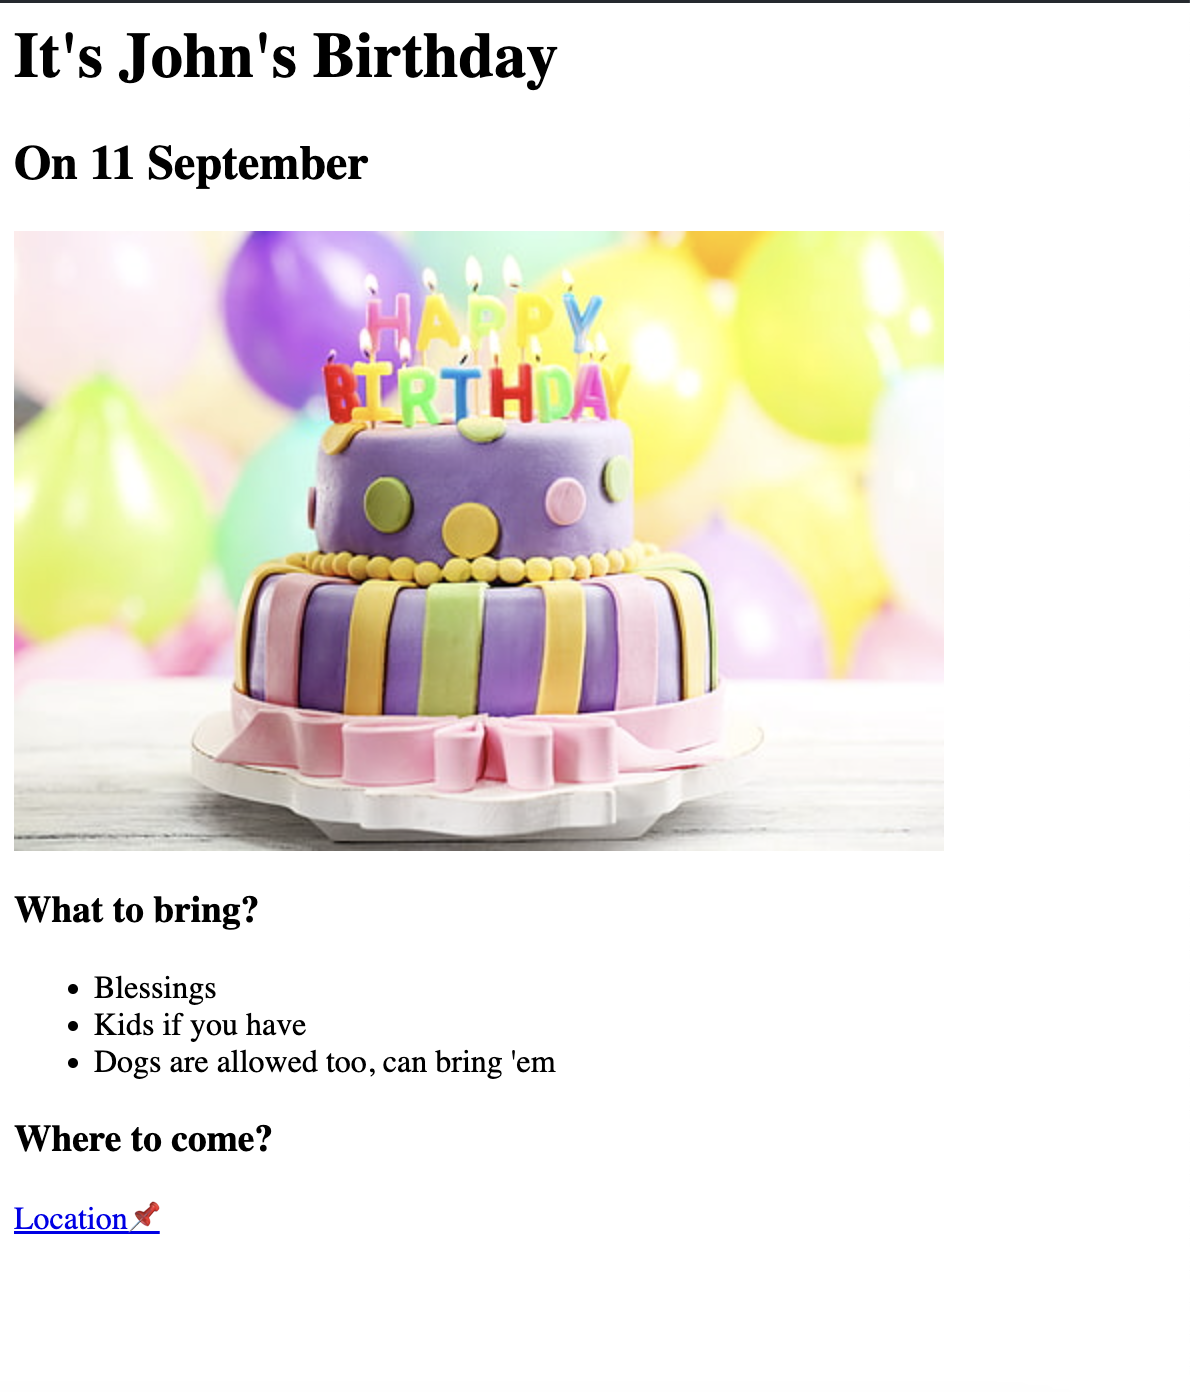 It's John's Birthday
On 11 September
HAPPY
BIRTHDAY
What to bring?
Blessings
Kids if you have
Dogs are allowed too, can bring 'em
Where to come?
Location📌